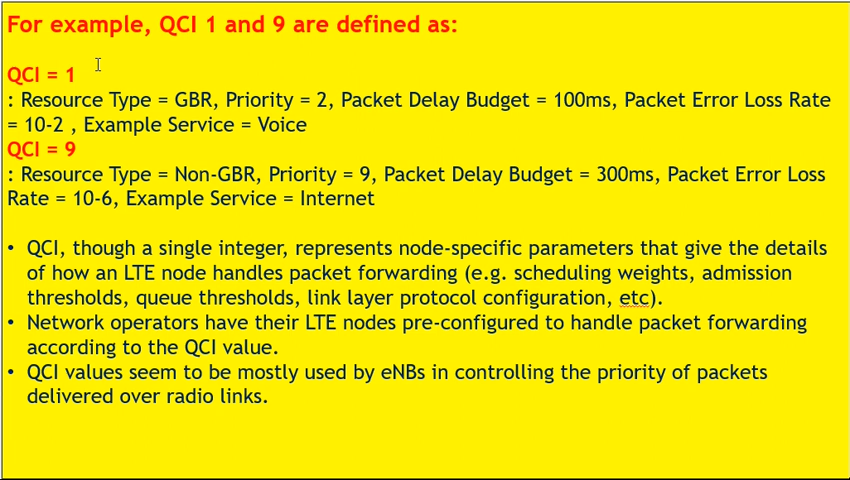 For example, QCI 1 and 9 are defined as:
QCI = 1
: Resource Type = GBR, Priority = 2, Packet Delay Budget = 100ms, Packet Error Loss Rate
= 10-2 , Example Service = Voice
QCI = 9
: Resource Type = Non-GBR, Priority = 9, Packet Delay Budget = 300ms, Packet Error Loss
Rate = 10-6, Example Service = Internet
• QCI, though a single integer, represents node-specific parameters that give the details
of how an LTE node handles packet forwarding (e.g. scheduling weights, admission
thresholds, queue thresholds, link layer protocol configuration, etc).
• Network operators have their LTE nodes pre-configured to handle packet forwarding
according to the QCI value.
• QCI values seem to be mostly used by eNBs in controlling the priority of packets
delivered over radio links.